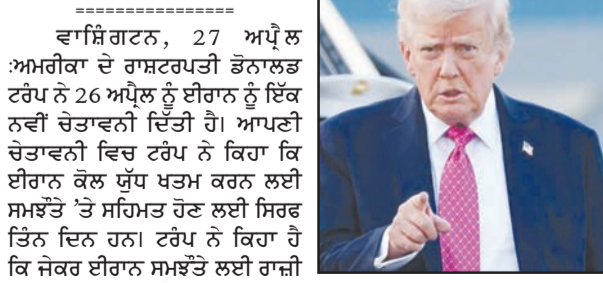 ================
ਵਾਸ਼ਿੰਗਟਨ, 27 ਅਪ੍ਰੈਲ
:ਅਮਰੀਕਾ ਦੇ ਰਾਸ਼ਟਰਪਤੀ ਡੋਨਾਲਡ
ਟਰੰਪ ਨੇ 26 ਅਪ੍ਰੈਲ ਨੂੰ ਈਰਾਨ ਨੂੰ ਇੱਕ
ਨਵੀਂ ਚੇਤਾਵਨੀ ਦਿੱਤੀ ਹੈ। ਆਪਣੀ
ਚੇਤਾਵਨੀ ਵਿਚ ਟਰੰਪ ਨੇ ਕਿਹਾ ਕਿ
ਈਰਾਨ ਕੋਲ ਯੁੱਧ ਖਤਮ ਕਰਨ ਲਈ
ਸਮਝੌਤੇ ’ਤੇ ਸਹਿਮਤ ਹੋਣ ਲਈ ਸਿਰਫ
ਤਿੰਨ ਦਿਨ ਹਨ। ਟਰੰਪ ਨੇ ਕਿਹਾ ਹੈ
ਕਿ ਜੇਕਰ ਈਰਾਨ ਸਮਝੌਤੇ ਲਈ ਰਾਜ਼ੀ